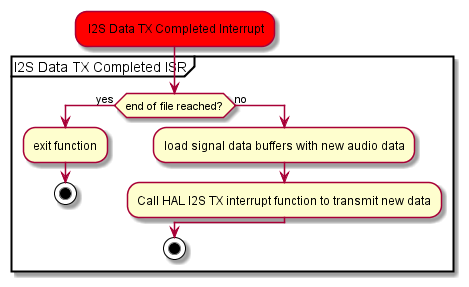 I2S Data TX Completed Interrupt
I2S Data TX Completed ISR
yes
end of file reached?
no
exit function
load signal data buffers with new audio data
Call HAL I2S TX interrupt function to transmit new data